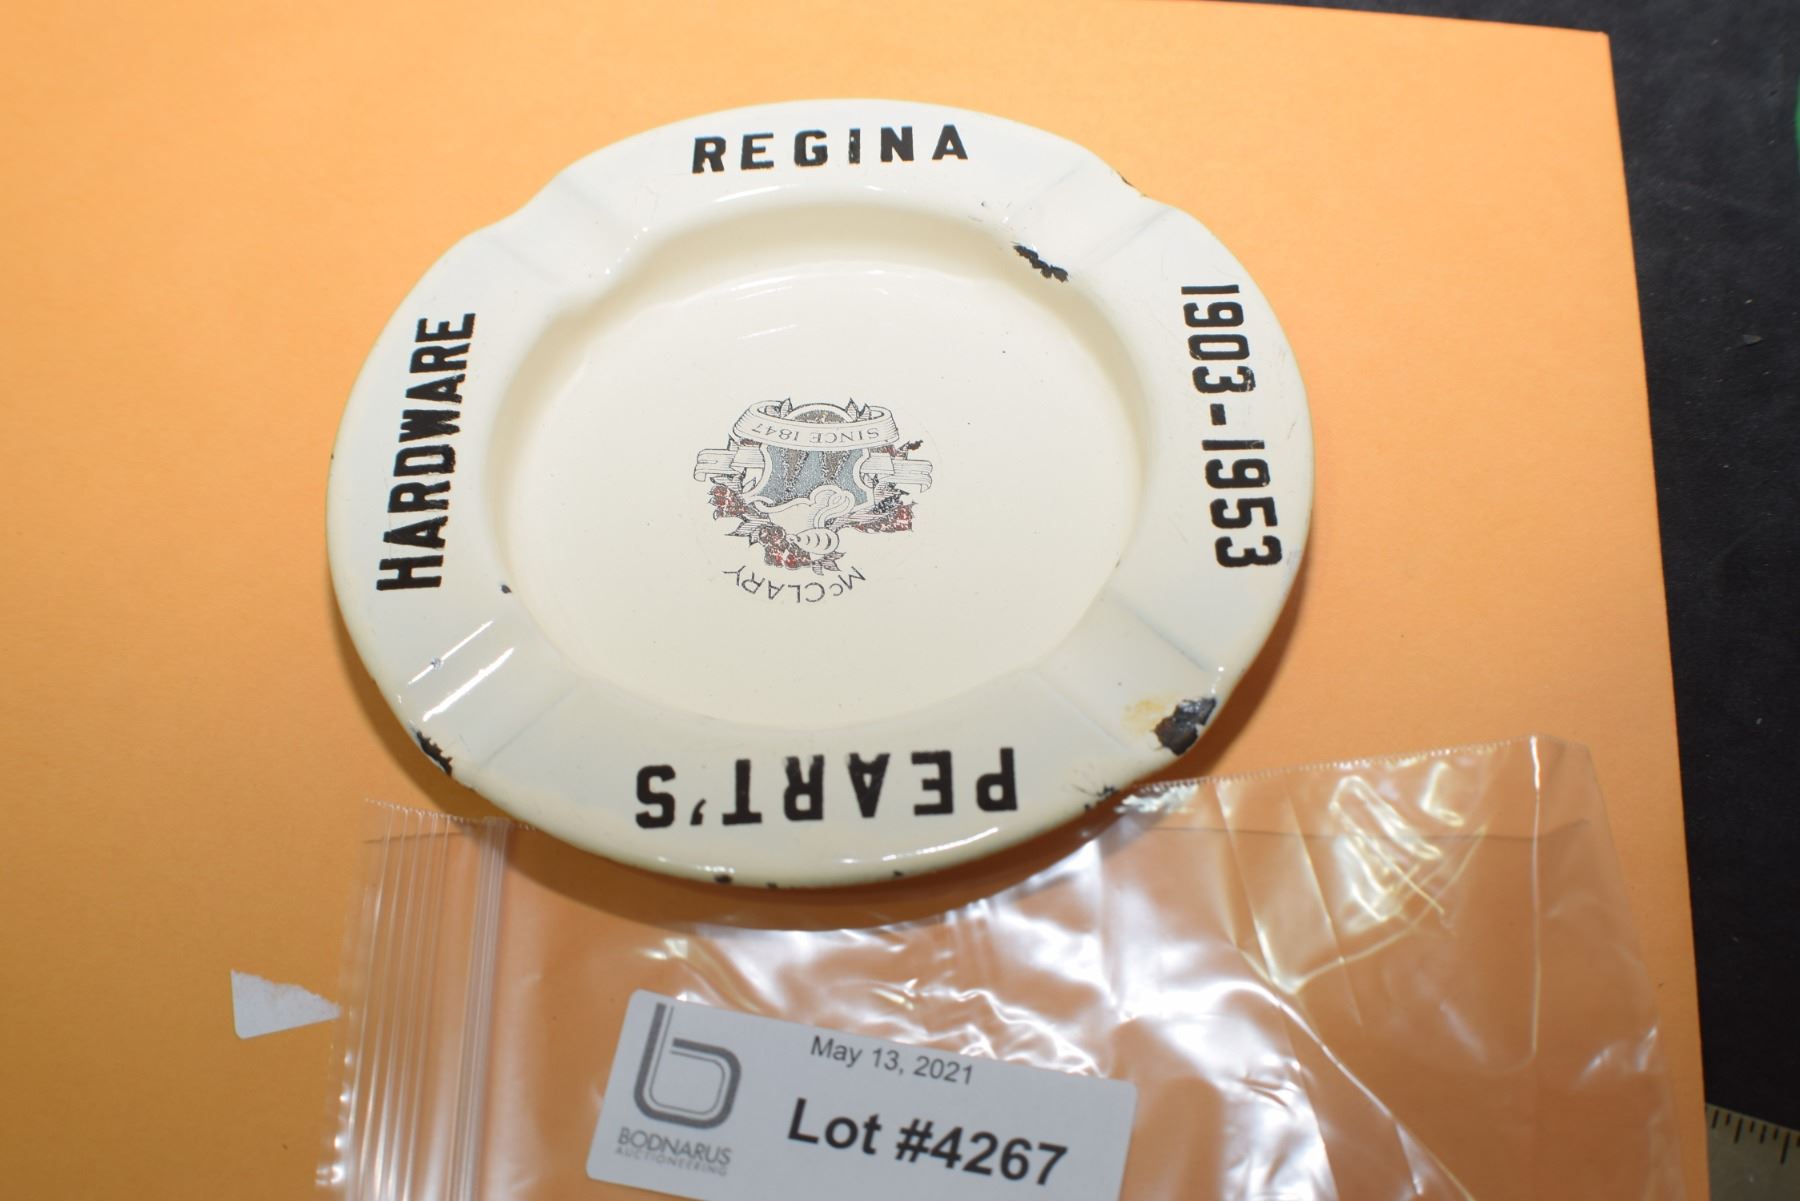 PEART'S
HARDWARE
REGINA
1903-1953
SINCE 1847
McCLARY
May 13, 2021
Lot #4267
BODNARUS
AUCTIONEERING